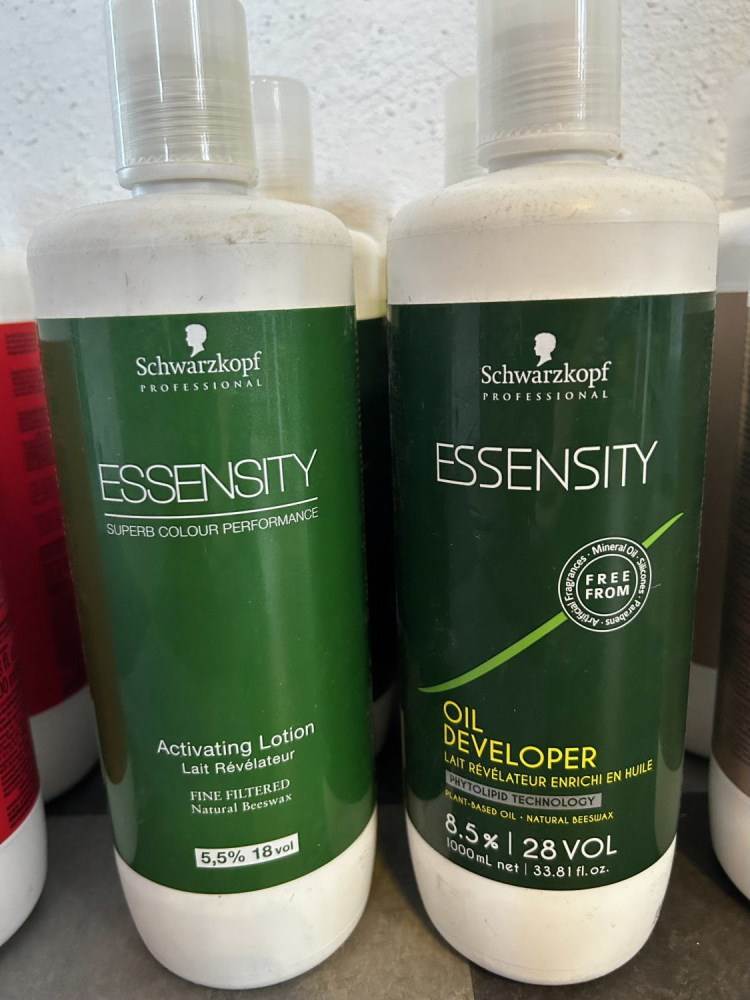 Schwarzkopf
PROFESSIONAL
ESSENSITY
SUPERB COLOUR PERFORMANCE
Activating Lotion
Lait Révélateur
FINE FILTERED
Natural Beeswax
5,5% 18vol
Schwarzkopf
PROFESSIONAL
ESSENSITY
Artificial Fragrances · Mineral Oil · Silicones · Parabens ·
FREE
FROM
OIL
DEVELOPER
LAIT RÉVÉLATEUR ENRICHI EN HUILE
PHYTOLIPID TECHNOLOGY
PLANT-BASED OIL · NATURAL BEESWAX
8.5% | 28 VOL
1000 mL net | 33.81 fl. oz.